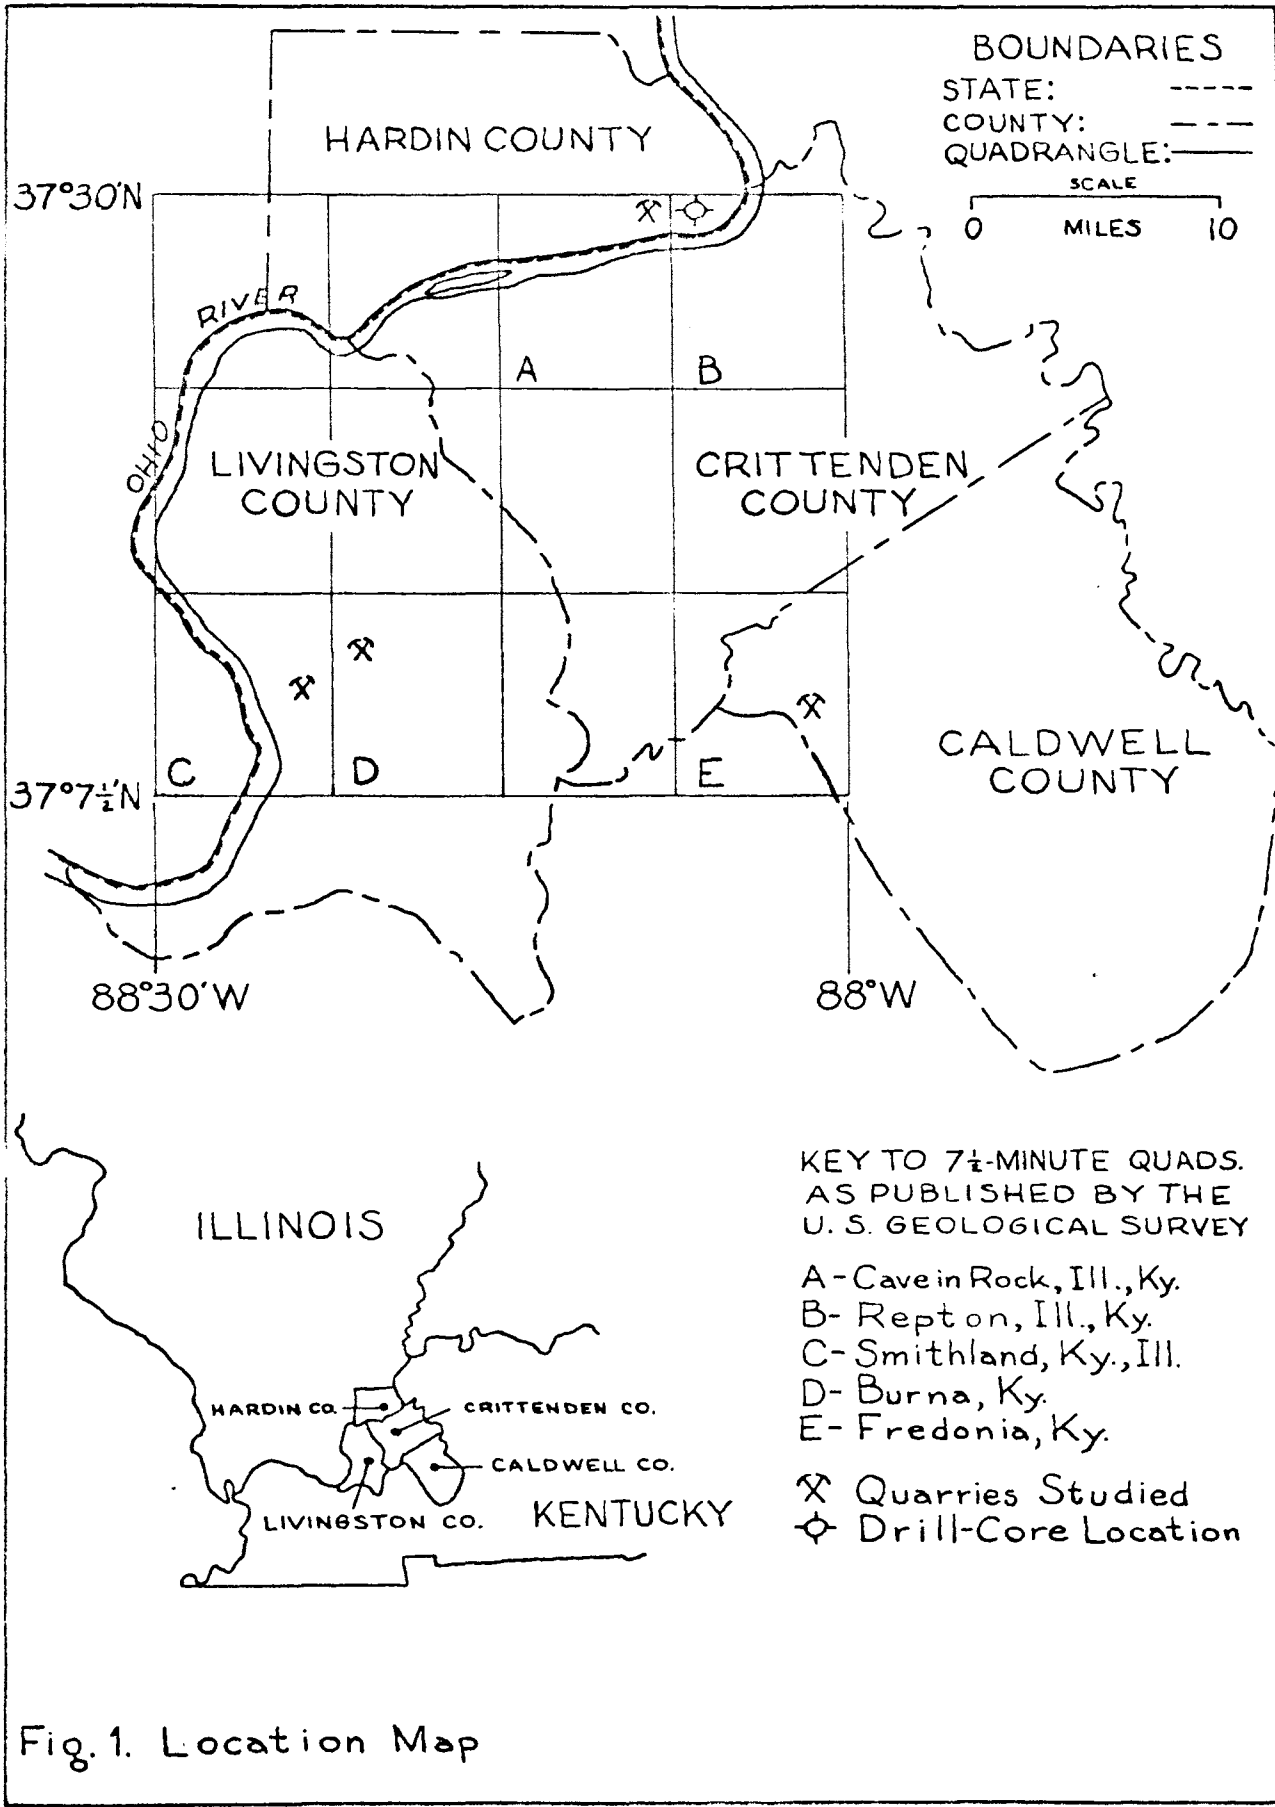 BOUNDARIES
STATE:
COUNTY:
QUADRANGLE:
SCALE
0 MILES 10
HARDIN COUNTY
37°30'N
RIVER
OHIO
A
B
LIVINGSTON
COUNTY
CRITTENDEN
COUNTY
CALDWELL
COUNTY
C
D
E
37°7½'N
88°30'W
88°W
ILLINOIS
HARDIN CO.
CRITTENDEN CO.
CALDWELL CO.
LIVINGSTON CO.
KENTUCKY
KEY TO 7½-MINUTE QUADS.
AS PUBLISHED BY THE
U. S. GEOLOGICAL SURVEY
A-Cave in Rock, Ill., Ky.
B- Repton, Ill., Ky.
C- Smithland, Ky., Ill.
D- Burna, Ky.
E- Fredonia, Ky.
Quarries Studied
Drill-Core Location
Fig. 1. Location Map